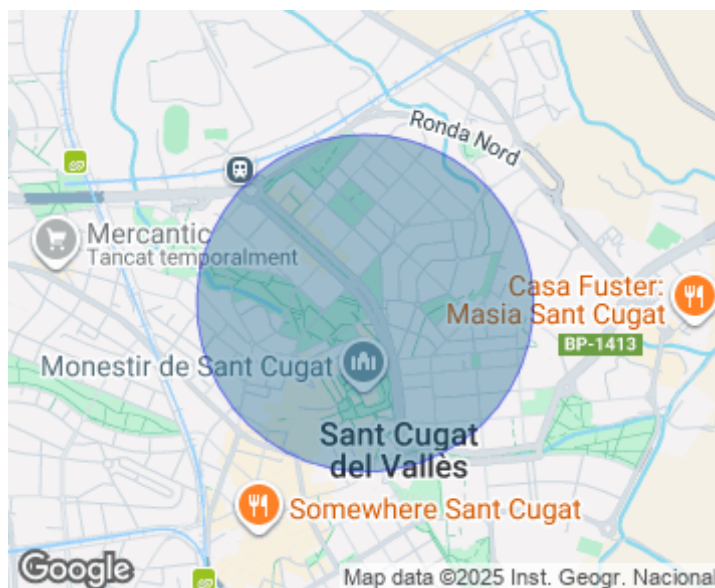 Ronda Nord
Mercantic
Tancat temporalment
Casa Fuster:
Masia Sant Cugat
BP-1413
Monestir de Sant Cugat
Sant Cugat
del Vallès
Somewhere Sant Cugat
Google
Map data ©2025 Inst. Geogr. Nacional